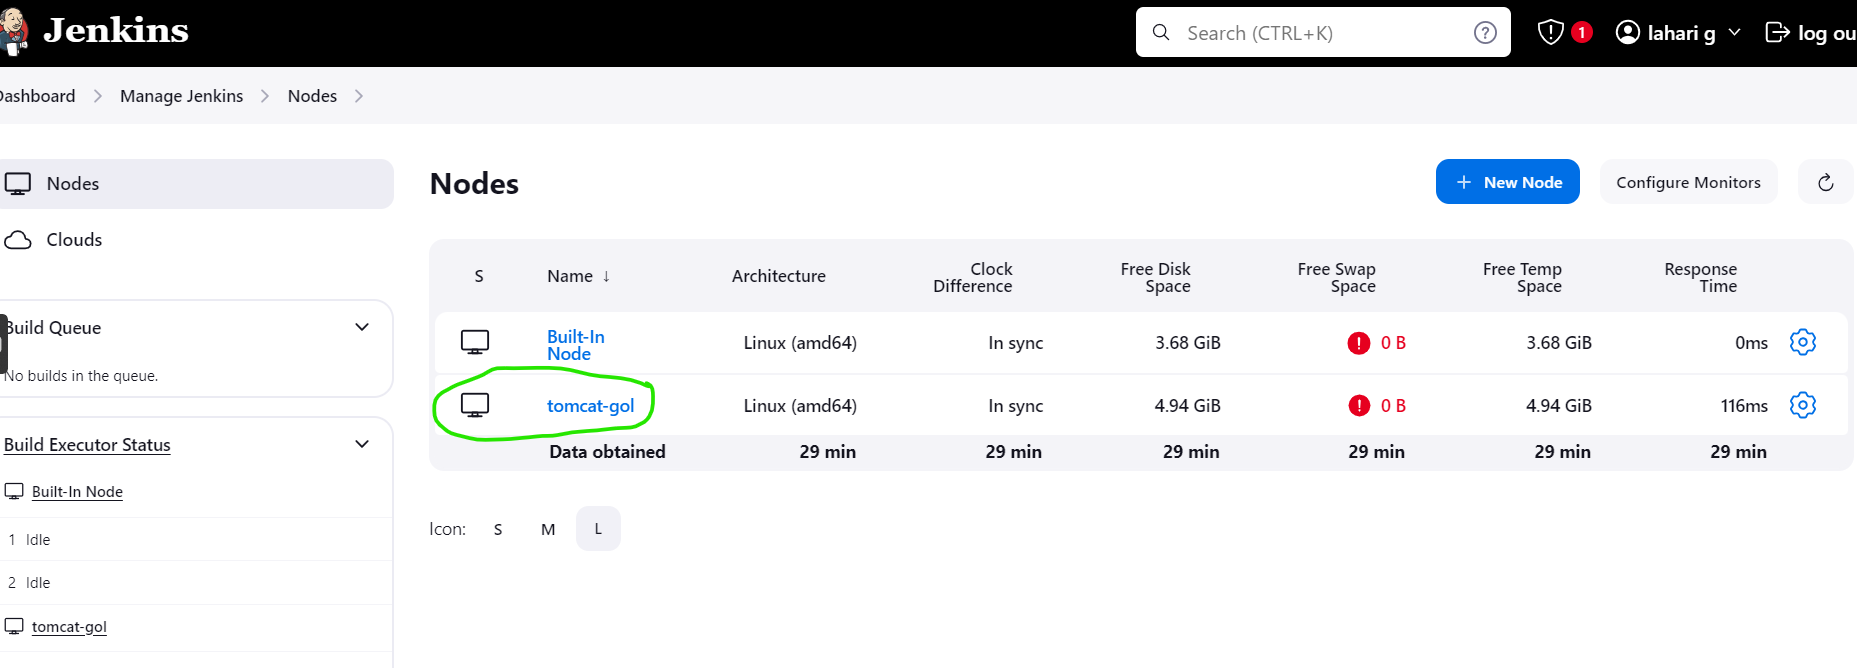 Jenkins
Search (CTRL+K)
1
lahari g
log ou
Dashboard
Manage Jenkins
Nodes
Nodes
Clouds
Build Queue
No builds in the queue.
Build Executor Status
Built-In Node
1 Idle
2 Idle
tomcat-gol
Nodes
+ New Node
Configure Monitors
S Name ↓ Architecture Clock Difference Free Disk Space Free Swap Space Free Temp Space Response Time
Built-In Node Linux (amd64) In sync 3.68 GiB 0 B 3.68 GiB 0ms
tomcat-gol Linux (amd64) In sync 4.94 GiB 0 B 4.94 GiB 116ms
Data obtained 29 min 29 min 29 min 29 min 29 min 29 min
Icon: S M L